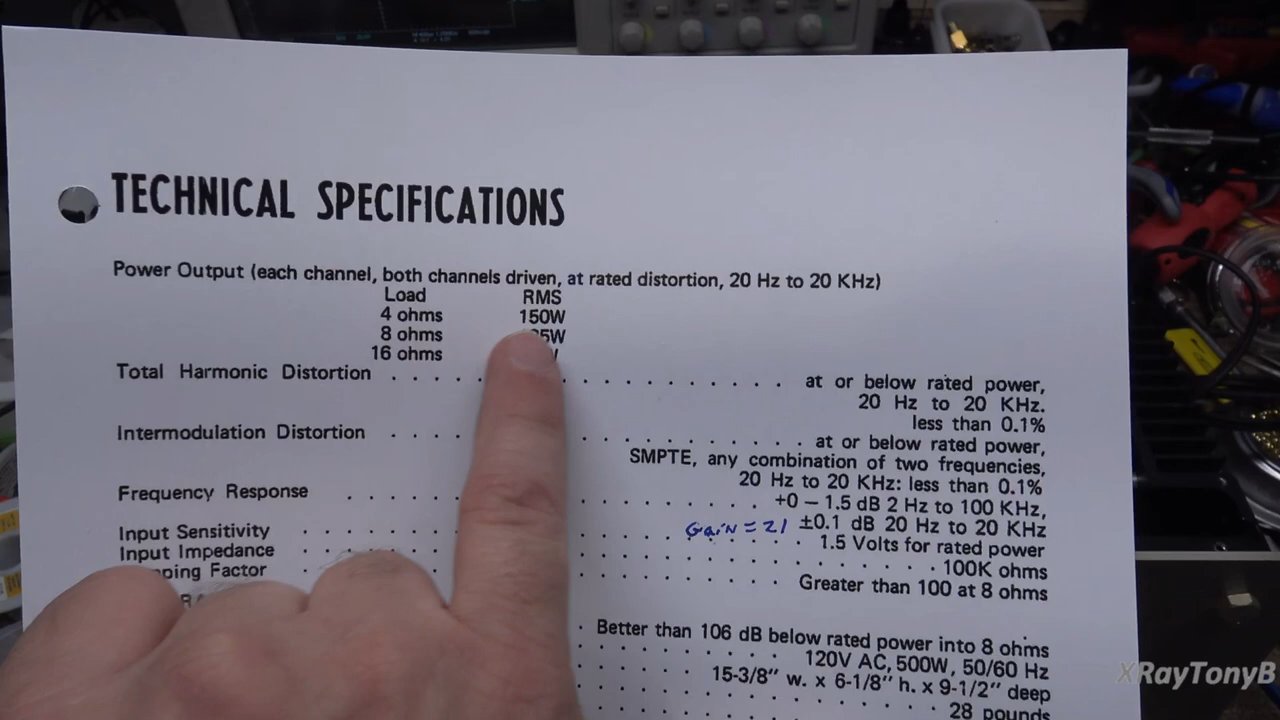 TECHNICAL SPECIFICATIONS
Power Output (each channel, both channels driven, at rated distortion, 20 Hz to 20 KHz)
Load RMS
4 ohms 150W
8 ohms
16 ohms
Total Harmonic Distortion . . . . . . . . . . . . . . . . at or below rated power,
20 Hz to 20 KHz.
less than 0.1%
Intermodulation Distortion . . . . . . . . . . . . . . . at or below rated power,
SMPTE, any combination of two frequencies,
20 Hz to 20 KHz: less than 0.1%
Frequency Response . . . . . . . . . . . . . . . +0 – 1.5 dB 2 Hz to 100 KHz,
Gain = 21 ±0.1 dB 20 Hz to 20 KHz
Input Sensitivity . . . . . . . . . . . . . . . 1.5 Volts for rated power
Input Impedance . . . . . . . . . . . . . . . 100K ohms
Factor . . . . . . . . . . . . . . . Greater than 100 at 8 ohms
Better than 106 dB below rated power into 8 ohms
120V AC, 500W, 50/60 Hz
15-3/8" w. x 6-1/8" h. x 9-1/2" deep
28 pounds
XRayTonyB